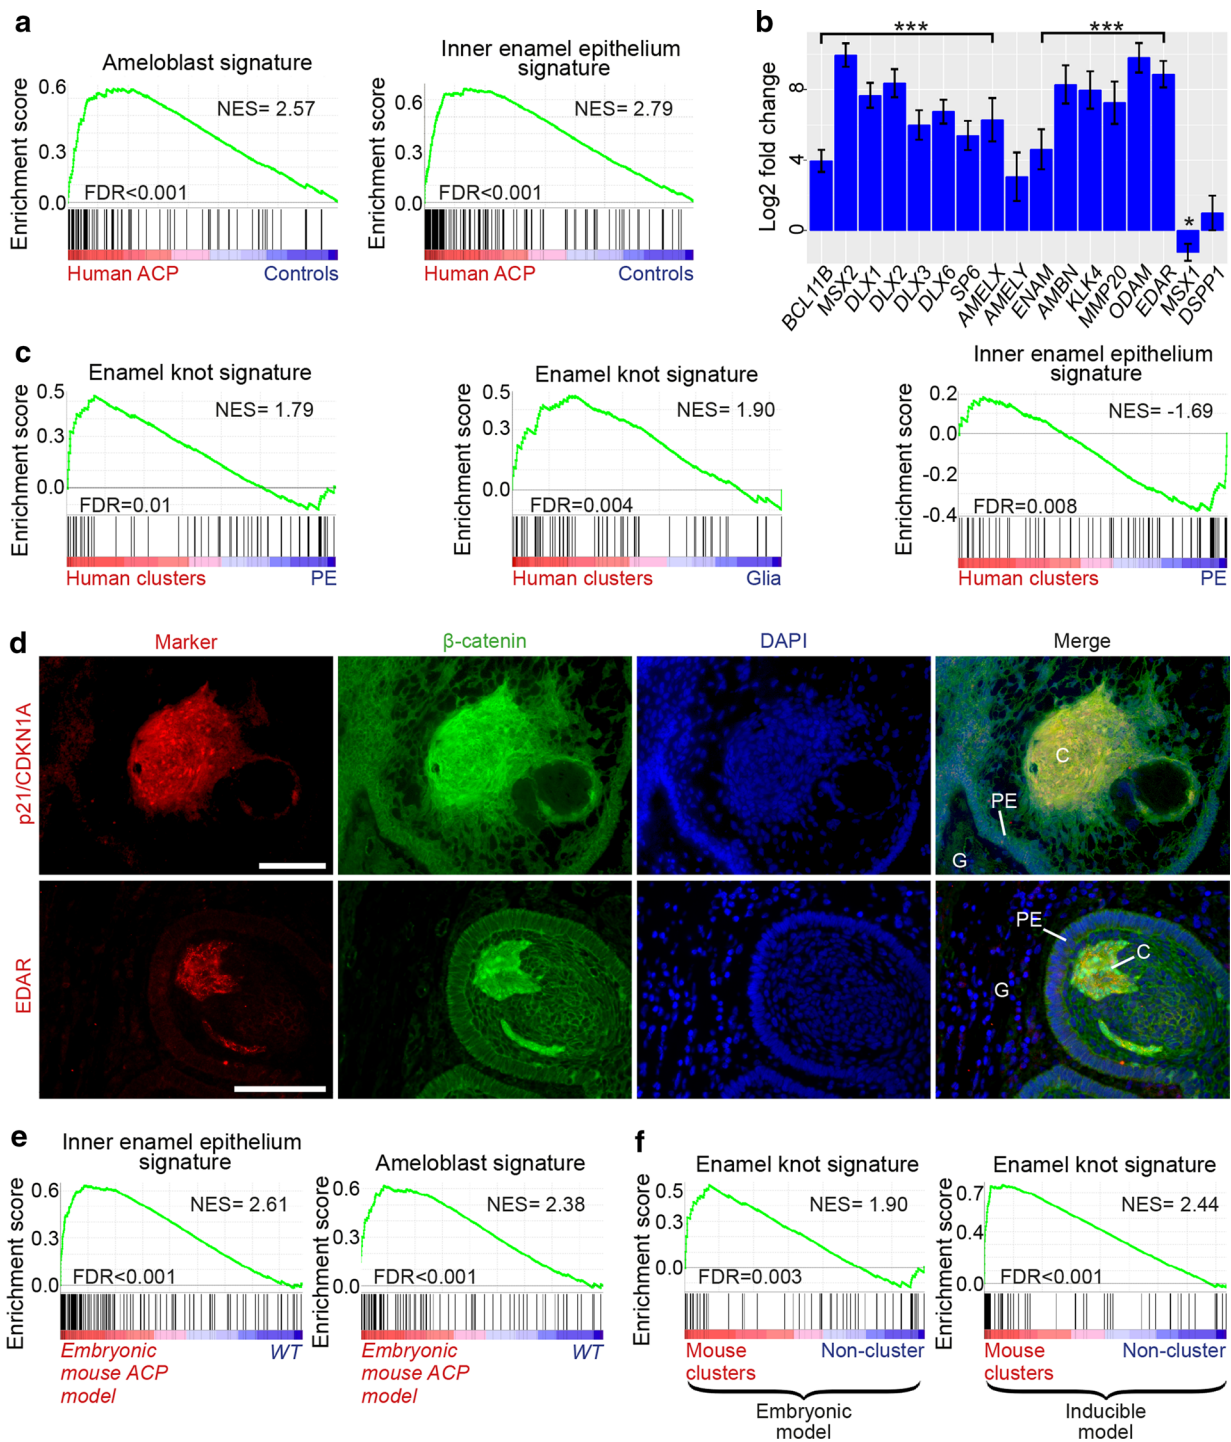 a
Ameloblast signature
Enrichment score
0.6
0.3
0.0
NES= 2.57
FDR<0.001
Human ACP
Controls
Inner enamel epithelium
signature
Enrichment score
0.6
0.3
0.0
NES= 2.79
FDR<0.001
Human ACP
Controls
b
Log2 fold change
8
4
0
***
***
*
BCL11B
MSX2
DLX1
DLX2
DLX3
DLX6
SP6
AMELX
AMELY
ENAM
AMBN
KLK4
MMP20
ODAM
EDAR
MSX1
DSPP1
c
Enamel knot signature
Enrichment score
0.5
0.3
0.0
NES= 1.79
FDR=0.01
Human clusters
PE
Enamel knot signature
Enrichment score
0.5
0.3
0.0
NES= 1.90
FDR=0.004
Human clusters
Glia
Inner enamel epithelium
signature
Enrichment score
0.2
0.0
-0.2
-0.4
NES= -1.69
FDR=0.008
Human clusters
PE
d
Marker
β-catenin
DAPI
Merge
p21/CDKN1A
C
PE
G
EDAR
PE
C
G
e
Inner enamel epithelium
signature
Enrichment score
0.6
0.3
0.0
NES= 2.61
FDR<0.001
Embryonic
mouse ACP
model
WT
Ameloblast signature
Enrichment score
0.6
0.3
0.0
NES= 2.38
FDR<0.001
Embryonic
mouse ACP
model
WT
f
Enamel knot signature
Enrichment score
0.5
0.3
0.0
NES= 1.90
FDR=0.003
Mouse
clusters
Non-cluster
Embryonic
model
Enamel knot signature
Enrichment score
0.7
0.4
0.0
NES= 2.44
FDR<0.001
Mouse
clusters
Non-cluster
Inducible
model